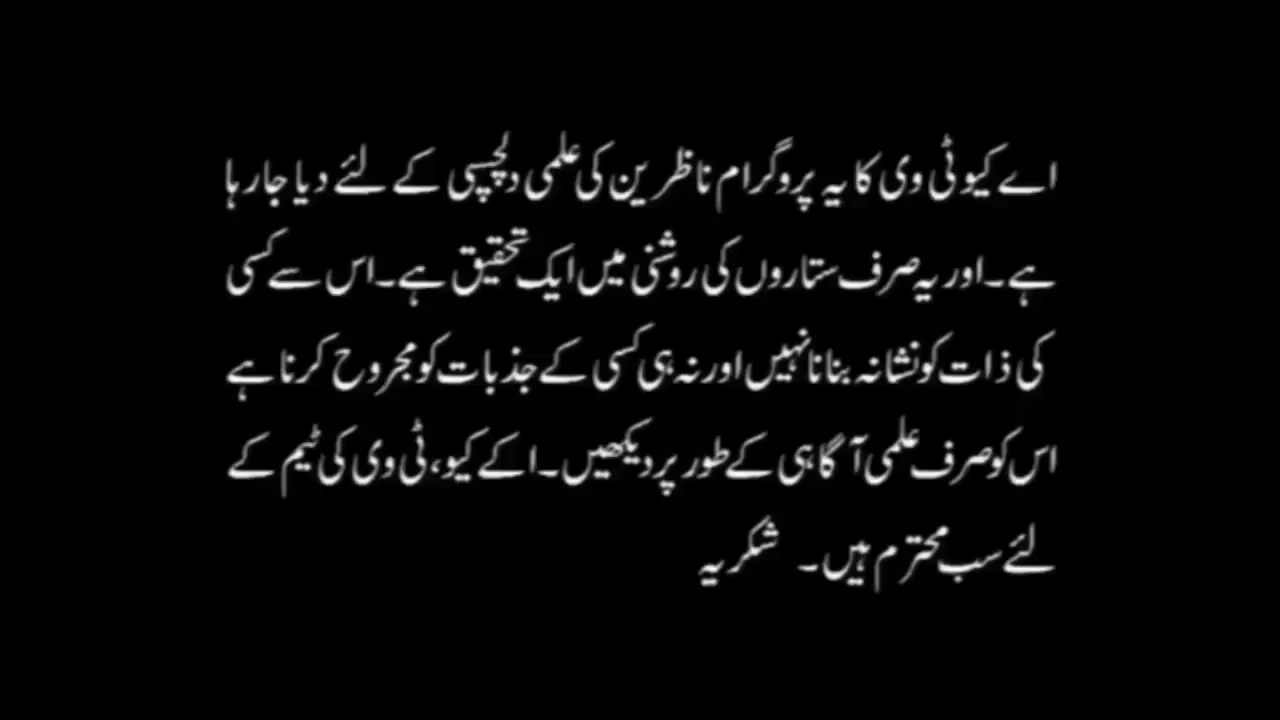 اے کیو ٹی وی کا یہ پروگرام ناظرین کی علمی دلچسپی کے لئے دیا جارہا
ہے۔اور یہ صرف ستاروں کی روشنی میں ایک تحقیق ہے۔اس سے کسی
کی ذات کو نشانہ بنانا نہیں اور نہ ہی کسی کے جذبات کو مجروح کرنا ہے
اس کو صرف علمی آگاہی کے طور پر دیکھیں۔اکے کیو،ٹی وی کی ٹیم کے
لئے سب محترم ہیں۔ شکریہ